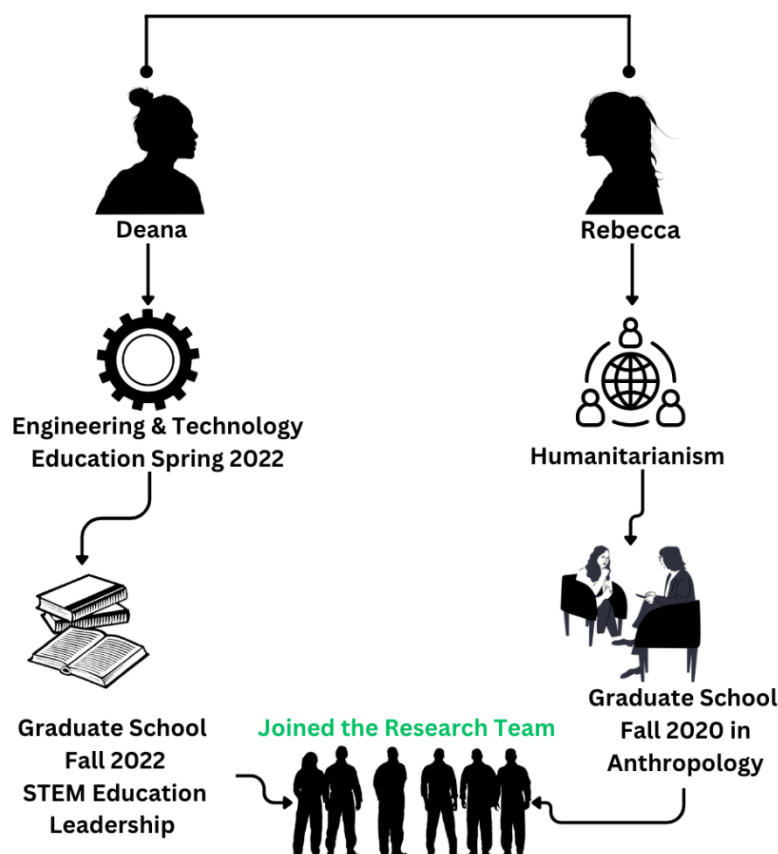 Deana
Rebecca
Engineering & Technology
Education Spring 2022
Humanitarianism
Graduate School
Fall 2022
STEM Education
Leadership
Joined the Research Team
Graduate School
Fall 2020 in
Anthropology